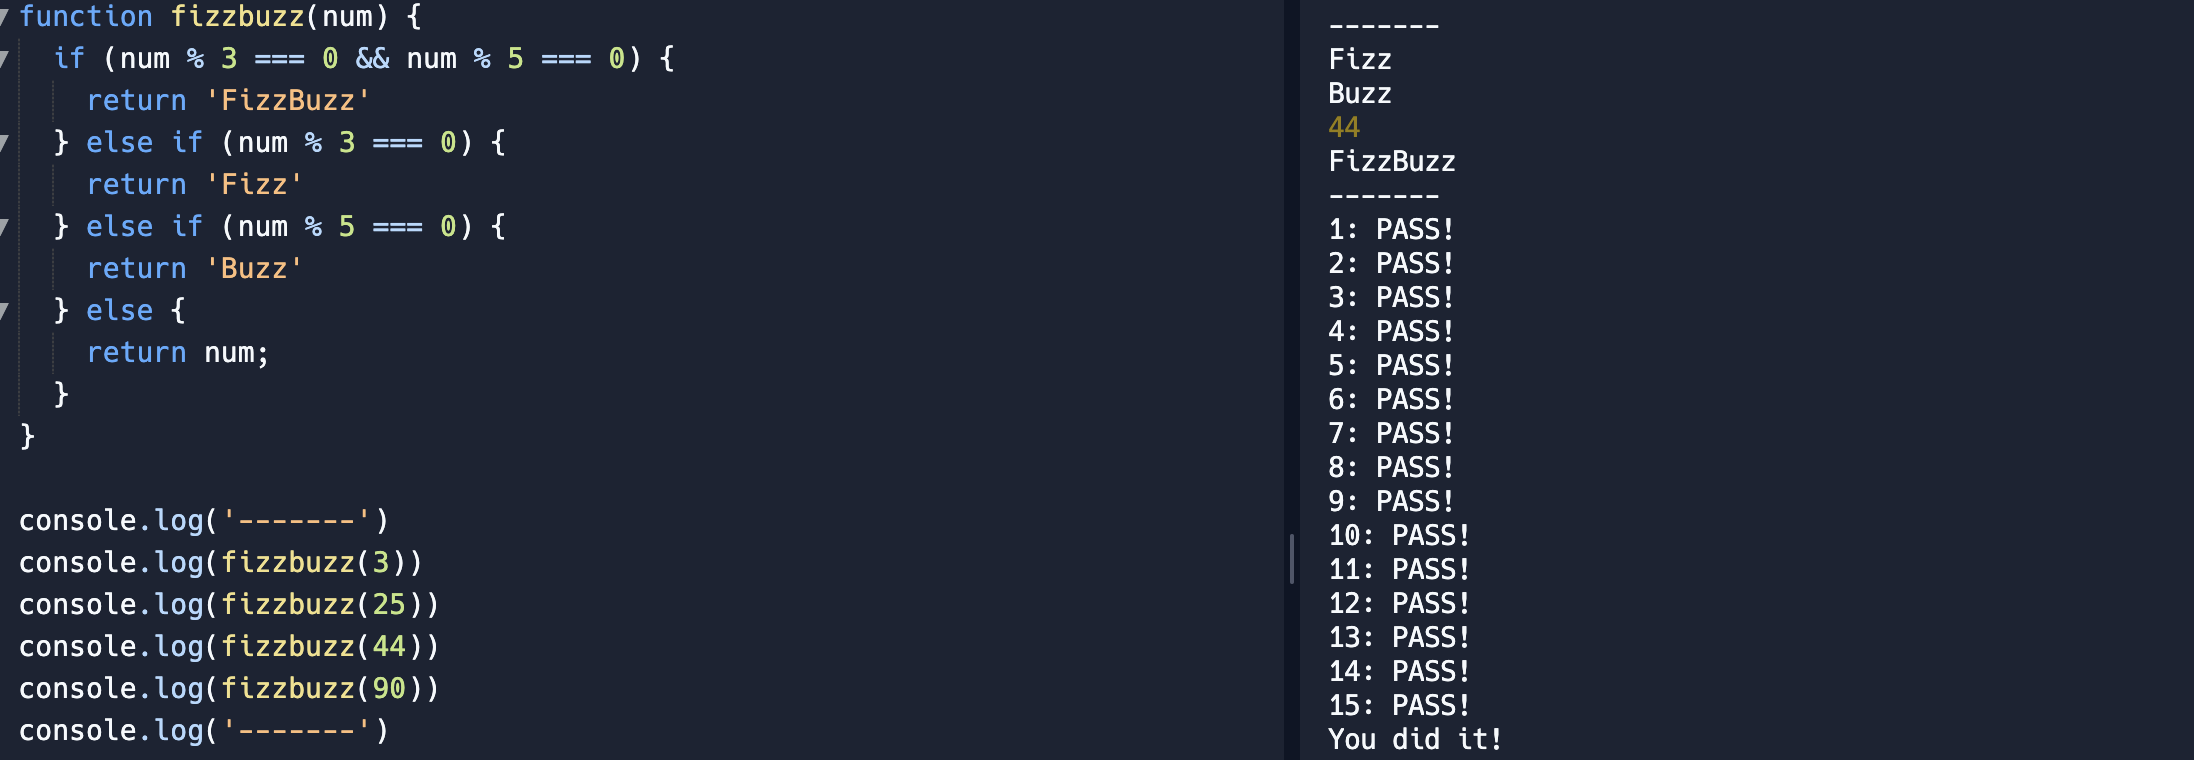 function fizzbuzz(num) {
  if (num % 3 === 0 && num % 5 === 0) {
    return 'FizzBuzz'
  } else if (num % 3 === 0) {
    return 'Fizz'
  } else if (num % 5 === 0) {
    return 'Buzz'
  } else {
    return num;
  }
}

console.log('-------')
console.log(fizzbuzz(3))
console.log(fizzbuzz(25))
console.log(fizzbuzz(44))
console.log(fizzbuzz(90))
console.log('-------')
-------
Fizz
Buzz
44
FizzBuzz
-------
1: PASS!
2: PASS!
3: PASS!
4: PASS!
5: PASS!
6: PASS!
7: PASS!
8: PASS!
9: PASS!
10: PASS!
11: PASS!
12: PASS!
13: PASS!
14: PASS!
15: PASS!
You did it!